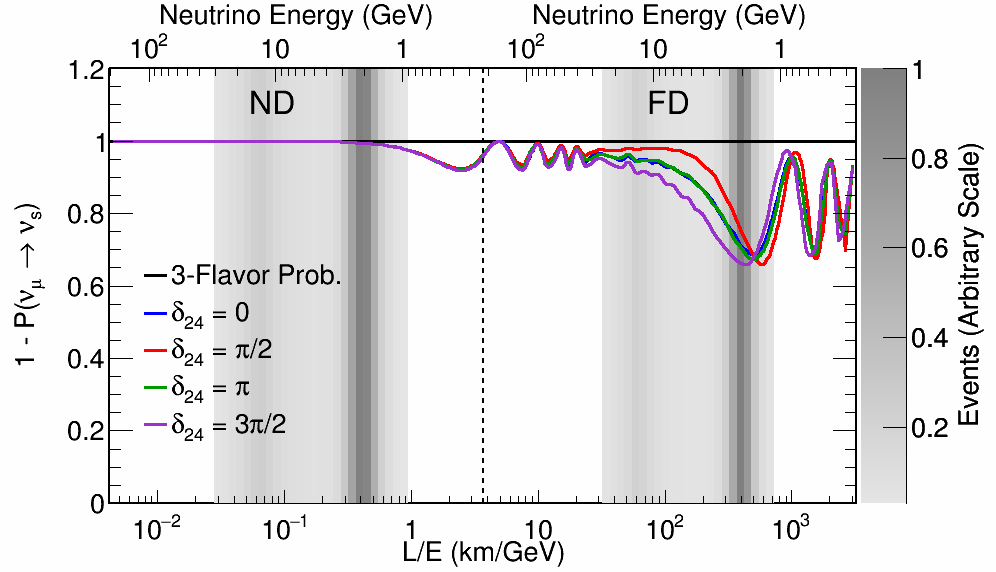 Neutrino Energy (GeV) Neutrino Energy (GeV)
10² 10 1 10² 10 1
1.2
1
0.8
0.6
0.4
0.2
0
1 - P(νμ → νs)
ND
FD
3-Flavor Prob.
δ24 = 0
δ24 = π/2
δ24 = π
δ24 = 3π/2
10⁻² 10⁻¹ 1 10 10² 10³
L/E (km/GeV)
1
0.8
0.6
0.4
0.2
Events (Arbitrary Scale)